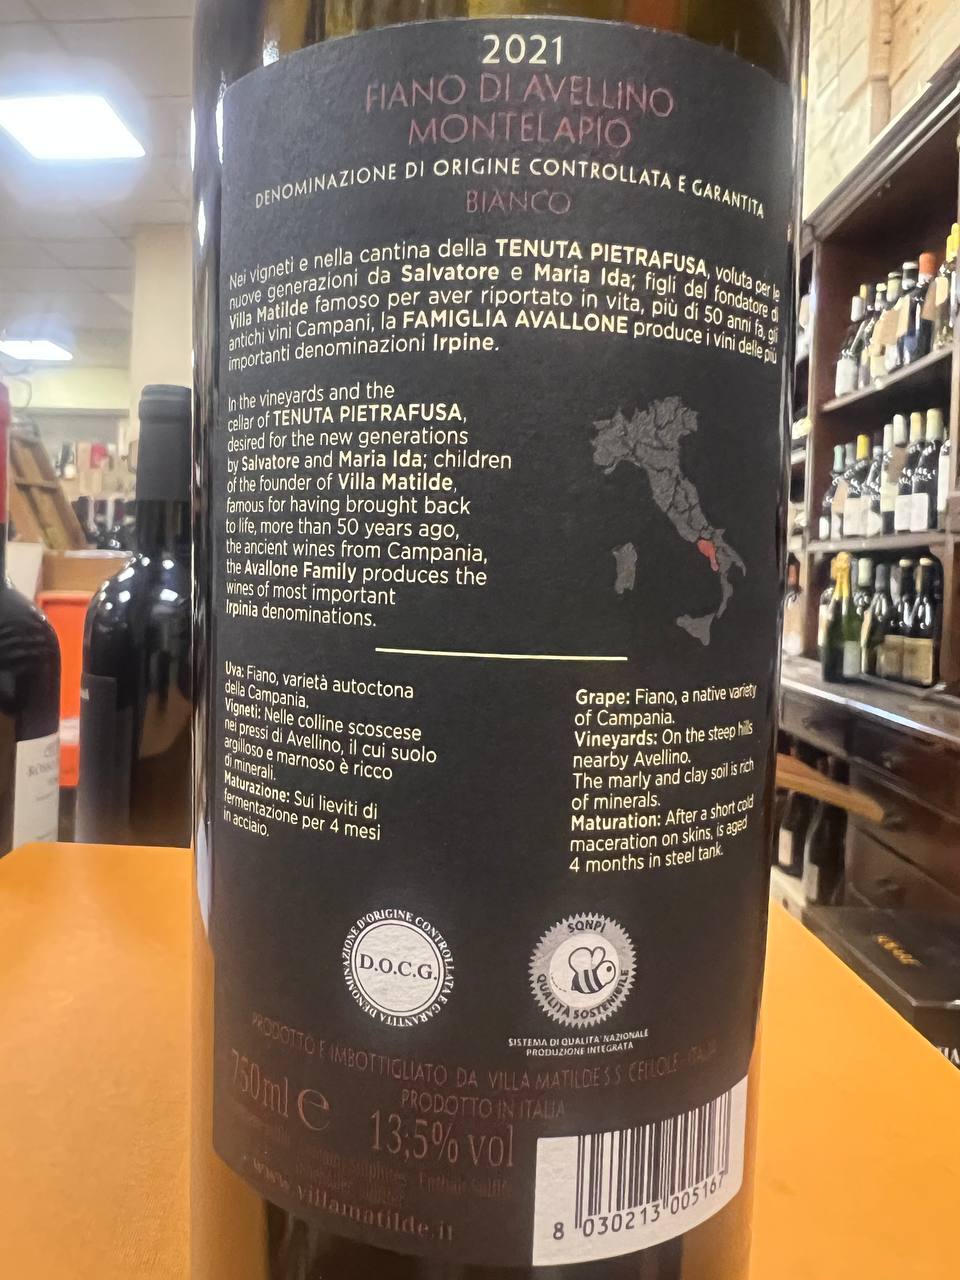 2021
FIANO DI AVELLINO
MONTELAPIO
DENOMINAZIONE DI ORIGINE CONTROLLATA E GARANTITA
BIANCO
Nei vigneti e nella cantina della TENUTA PIETRAFUSA, voluta per le
nuove generazioni da Salvatore e Maria Ida; figli del fondatore di
Villa Matilde famoso per aver riportato in vita, più di 50 anni fa, gli
antichi vini Campani, la FAMIGLIA AVALLONE produce i vini delle più
importanti denominazioni Irpine.
In the vineyards and the
cellar of TENUTA PIETRAFUSA,
desired for the new generations
by Salvatore and Maria Ida; children
of the founder of Villa Matilde,
famous for having brought back
to life, more than 50 years ago,
the ancient wines from Campania,
the Avallone Family produces the
wines of most important
Irpinia denominations.
Uva: Fiano, varietà autoctona
della Campania.
Vigneti: Nelle colline scoscese
nei pressi di Avellino, il cui suolo
argilloso e marnoso è ricco
di minerali.
Maturazione: Sui lieviti di
fermentazione per 4 mesi
in acciaio.
Grape: Fiano, a native variety
of Campania.
Vineyards: On the steep hills
nearby Avellino.
The marly and clay soil is rich
of minerals.
Maturation: After a short cold
maceration on skins, is aged
4 months in steel tank.
DENOMINAZIONE D'ORIGINE CONTROLLATA E GARANTITA
D.O.C.G.
SQNPI
QUALITÀ SOSTENIBILE
SISTEMA DI QUALITÀ NAZIONALE
PRODUZIONE INTEGRATA
PRODOTTO E IMBOTTIGLIATO DA VILLA MATILDE S S CELLOLE - ITALIA
PRODOTTO IN ITALIA
750ml e
13,5% vol
www.villamatilde.it
8 030213 005167